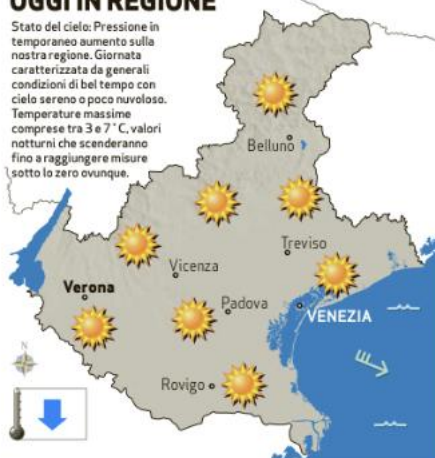 OGGI IN REGIONE
Stato del cielo: Pressione in
temporaneo aumento sulla
nostra regione. Giornata
caratterizzata da generali
condizioni di bel tempo con
cielo sereno o poco nuvoloso.
Temperature massime
comprese tra 3 e 7°C, valori
notturni che scenderanno
fino a raggiungere misure
sotto lo zero ovunque.
Belluno
Treviso
Vicenza
Verona
Padova
VENEZIA
N
Rovigo